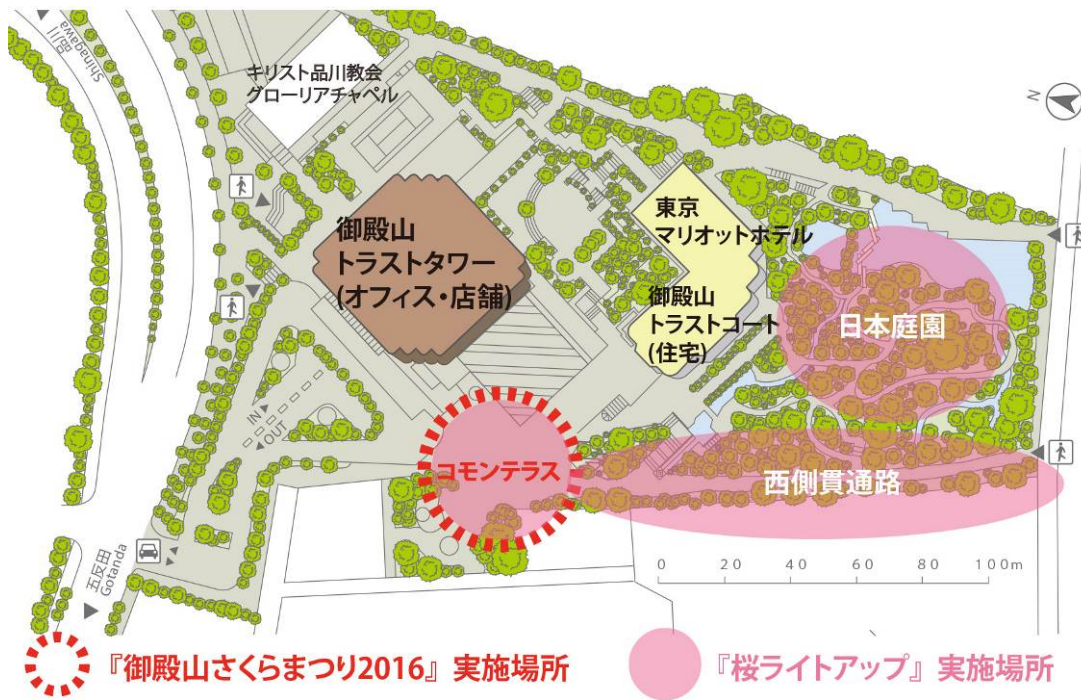 品川
Shinagawa
キリスト品川教会
グローリアチャペル
N
御殿山
トラストタワー
(オフィス・店舗)
東京
マリオットホテル
御殿山
トラストコート
(住宅)
日本庭園
IN
OUT
コモンテラス
西側貫通路
五反田
Gotanda
0 20 40 60 80 100m
『御殿山さくらまつり2016』実施場所
『桜ライトアップ』実施場所